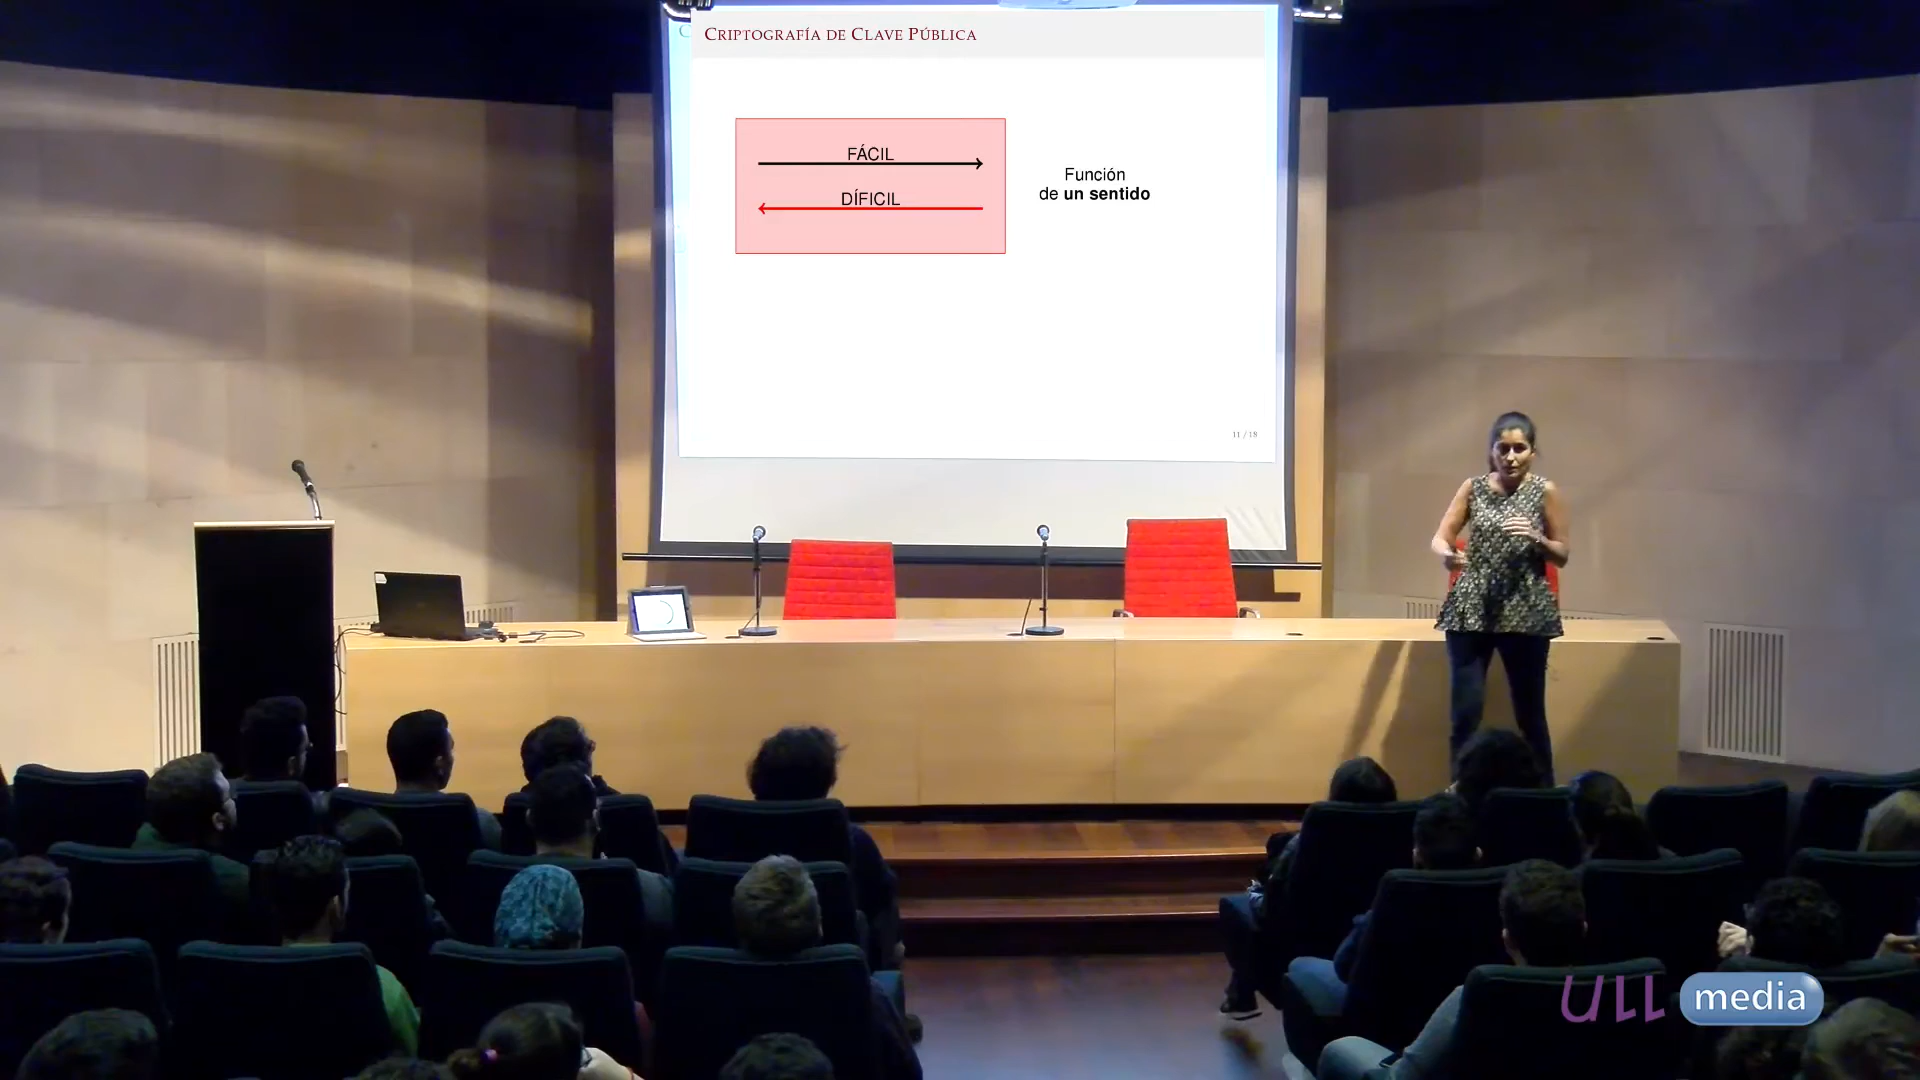 CRIPTOGRAFÍA DE CLAVE PÚBLICA
FÁCIL
DÍFICIL
Función
de un sentido
11 / 18
ULL media